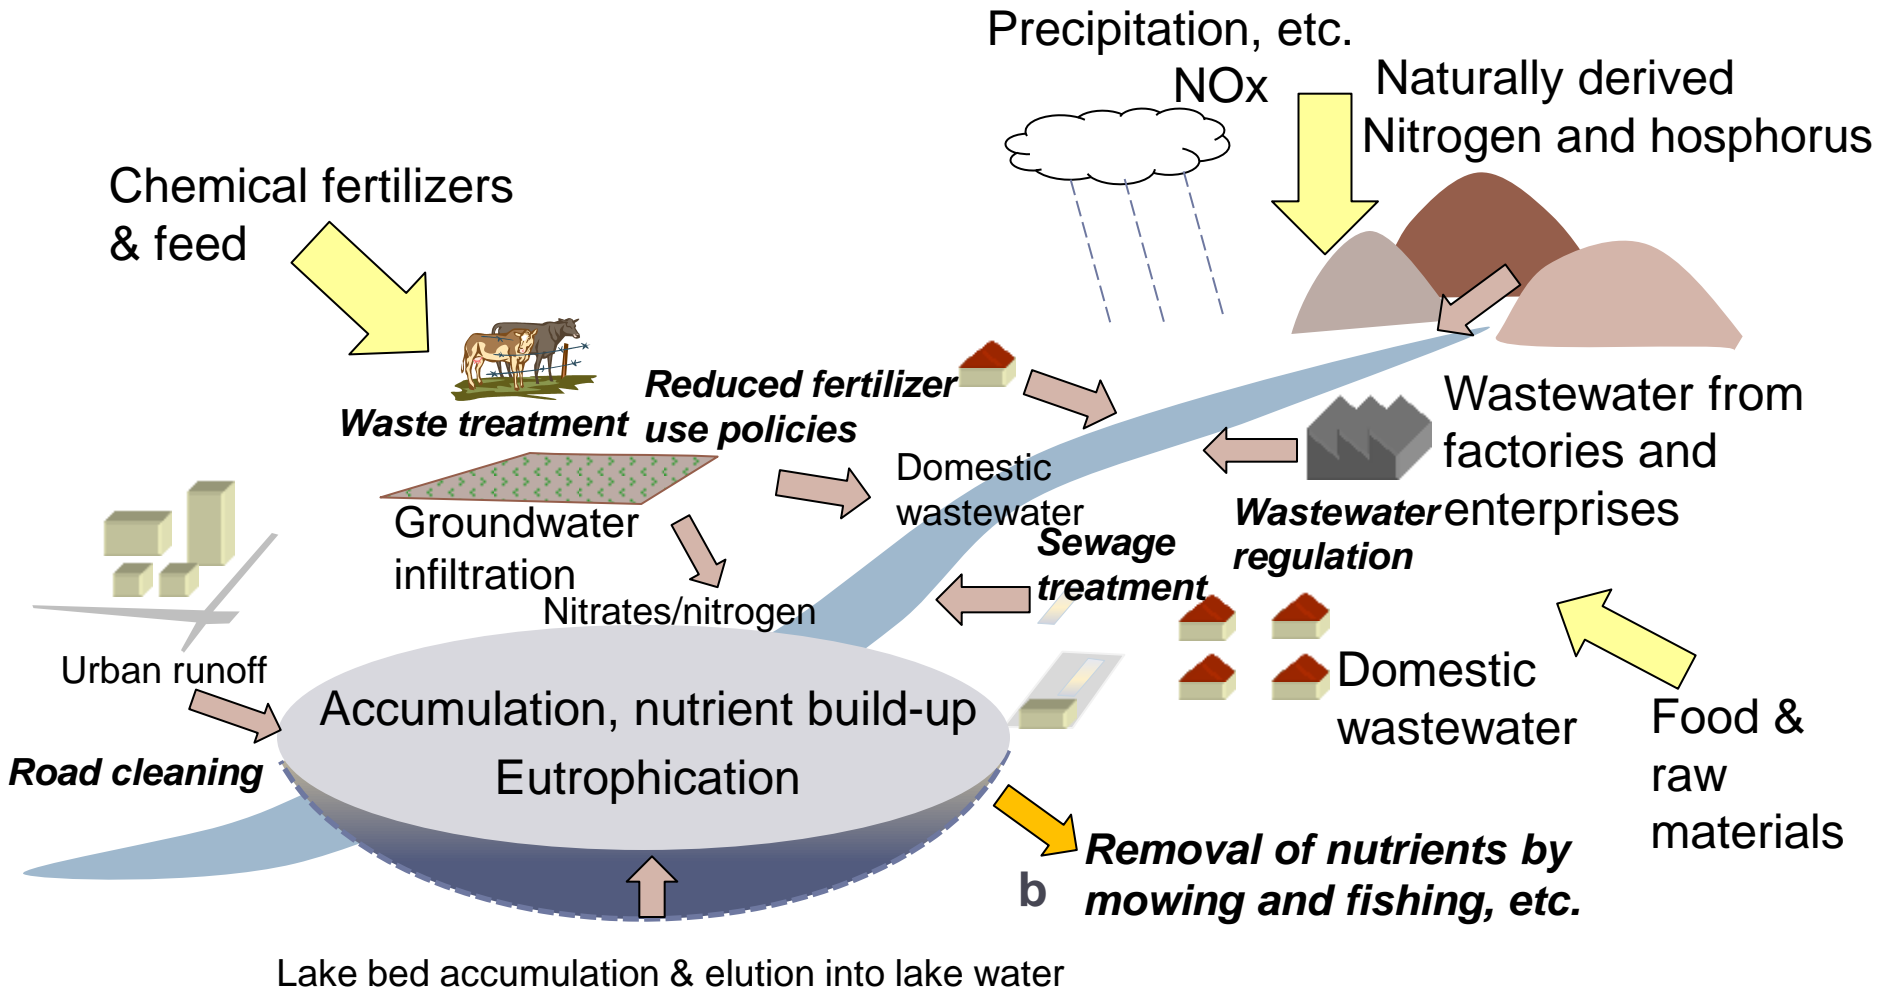 Precipitation, etc.
NOx
Naturally derived
Nitrogen and hosphorus
Chemical fertilizers
& feed
Waste treatment
Reduced fertilizer
use policies
Domestic
wastewater
Wastewater from
factories and
enterprises
Wastewater
regulation
Groundwater
infiltration
Sewage
treatment
Nitrates/nitrogen
Urban runoff
Road cleaning
Accumulation, nutrient build-up
Eutrophication
Domestic
wastewater
Food &
raw
materials
Removal of nutrients by
mowing and fishing, etc.
b
Lake bed accumulation & elution into lake water